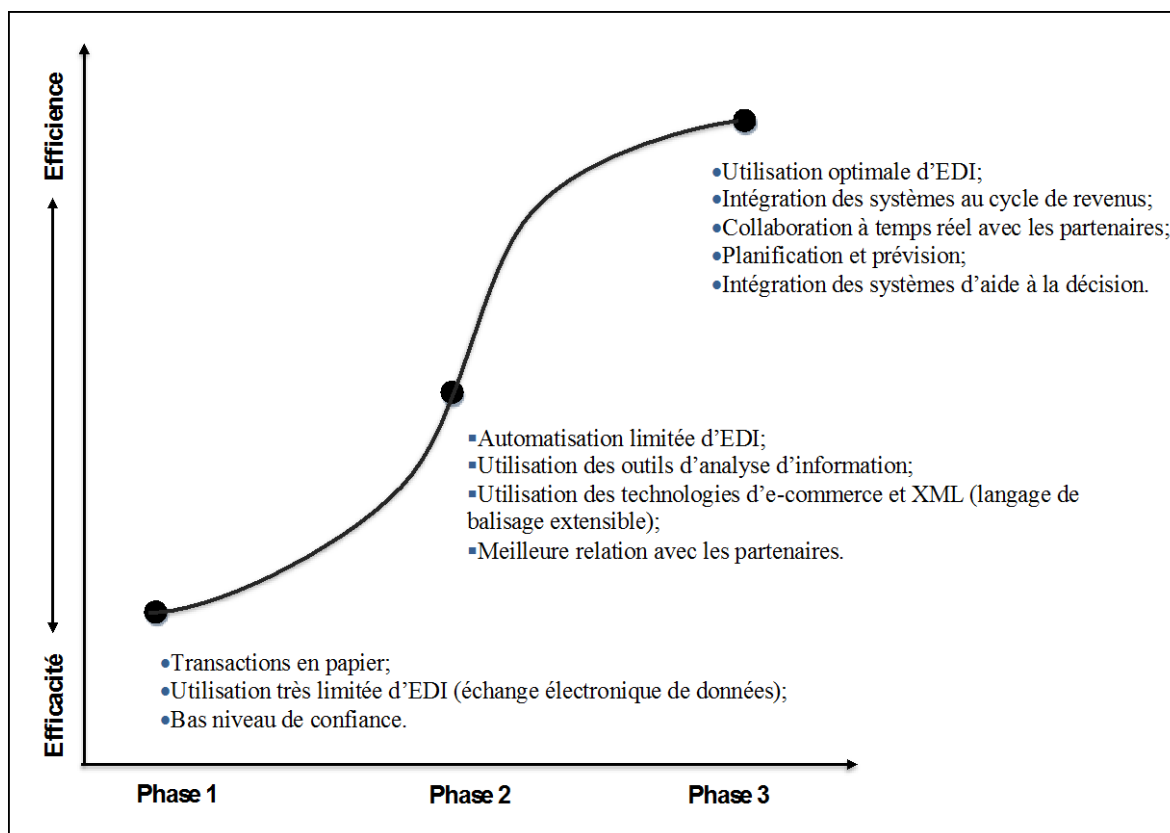 Efficience
Efficacité
•Utilisation optimale d’EDI;
•Intégration des systèmes au cycle de revenus;
•Collaboration à temps réel avec les partenaires;
•Planification et prévision;
•Intégration des systèmes d’aide à la décision.
▪Automatisation limitée d’EDI;
▪Utilisation des outils d’analyse d’information;
▪Utilisation des technologies d’e-commerce et XML (langage de
balisage extensible);
▪Meilleure relation avec les partenaires.
•Transactions en papier;
•Utilisation très limitée d’EDI (échange électronique de données);
•Bas niveau de confiance.
Phase 1
Phase 2
Phase 3